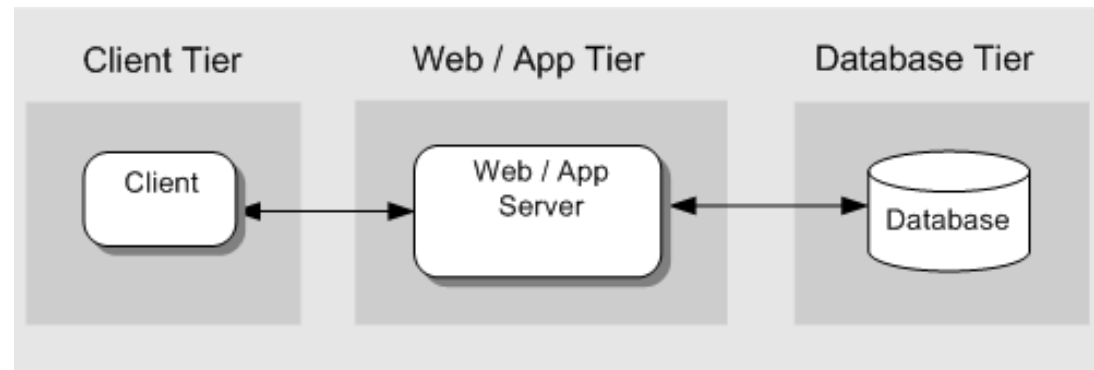 Client Tier
Web / App Tier
Database Tier
Client
Web / App
Server
Database